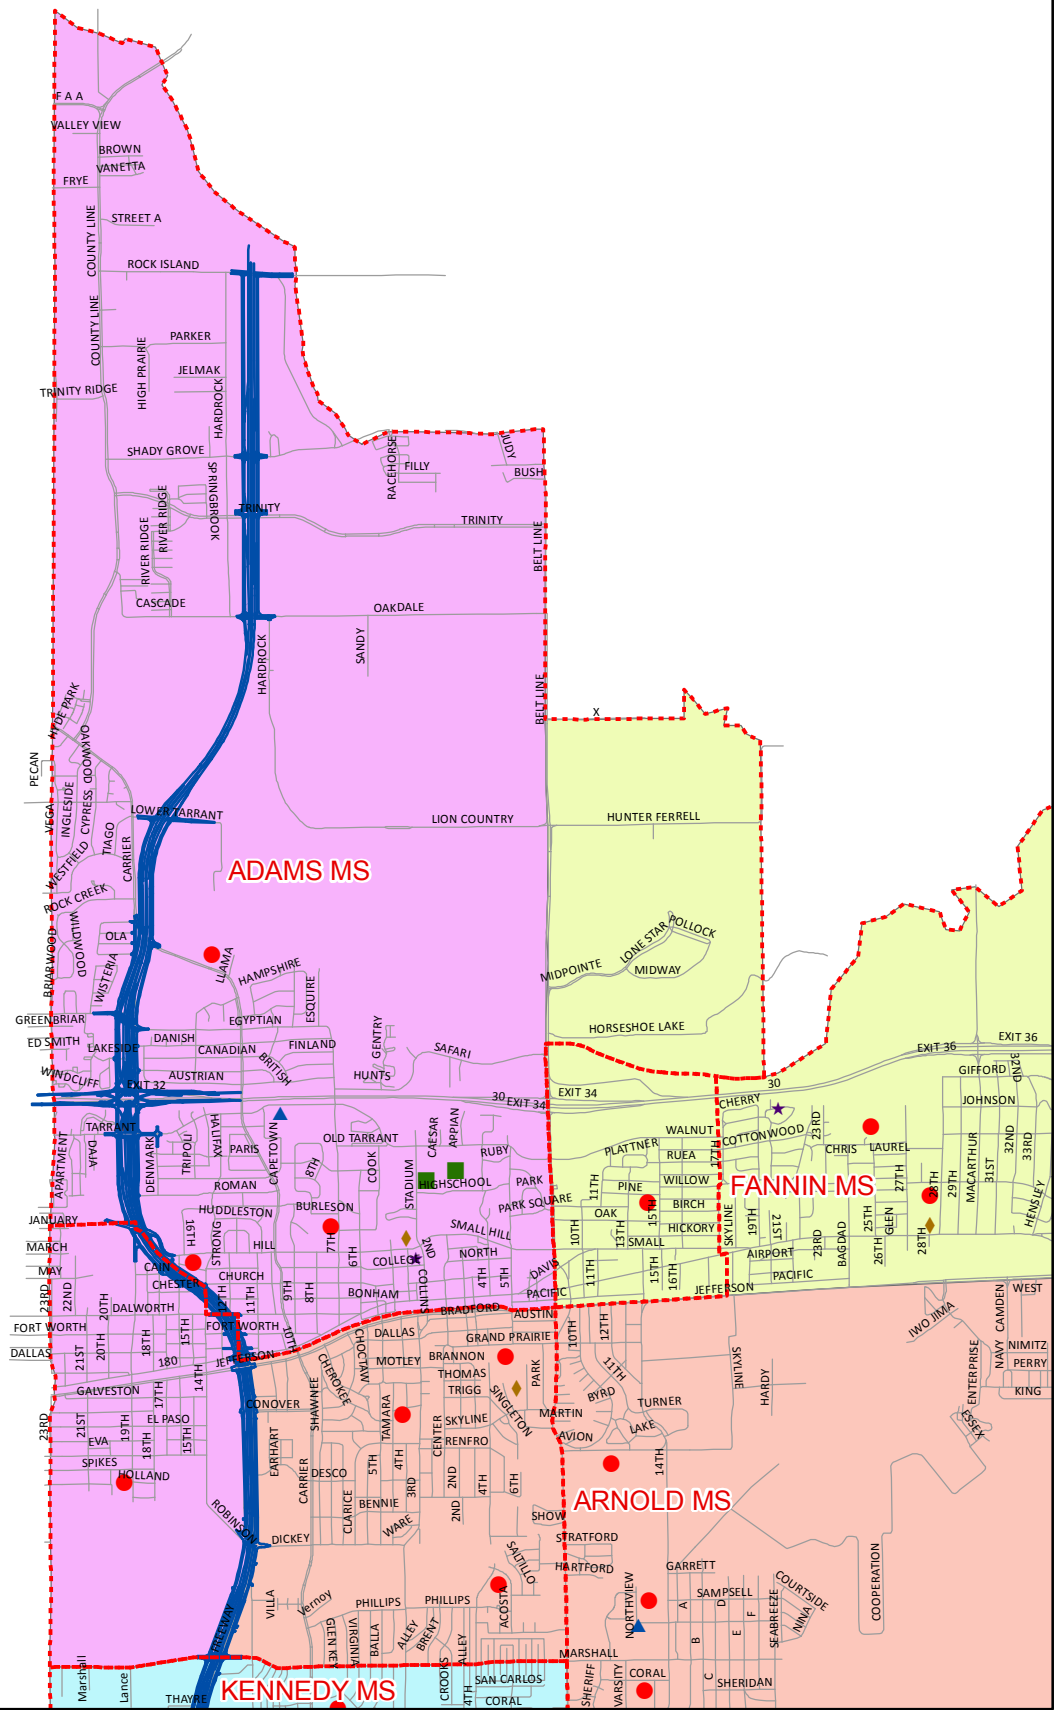 F A A
VALLEY VIEW
BROWN
VANETTA
FRYE
STREET A
COUNTY LINE
ROCK ISLAND
COUNTY LINE
PARKER
HIGH PRAIRIE
JELMAK
TRINITY RIDGE
HARDROCK
SHADY GROVE
RACEHORSE
FILLY
JUDY
BUSH
SPRINGBROOK
RIVER RIDGE
RIVER RIDGE
TRINITY
TRINITY
BELT LINE
CASCADE
OAKDALE
SANDY
HARDROCK
BELT LINE
X
HYDE PARK
OAKWOOD
PECAN
VEGA
INGLESIDE
CYPRESS
TIAGO
LOWER TARRANT
LION COUNTRY
HUNTER FERRELL
CARRIER
WESTFIELD
ADAMS MS
ROCK CREEK
WILDWOOD
OLA
BRIARWOOD
WISTERIA
LLAMA
HAMPSHIRE
ESQUIRE
LONE STAR
POLLOCK
MIDPOINTE
MIDWAY
GREENBRIAR
EGYPTIAN
HORSESHOE LAKE
ED SMITH
LAKESIDE
DANISH
CANADIAN
FINLAND
GENTRY
SAFARI
EXIT 36
EXIT 36
WINDCLIFF
AUSTRIAN
BRITISH
HUNTS
GIFFORD
32ND
EXIT 32
30
EXIT 34
EXIT 34
30
CHERRY
JOHNSON
TARRANT
HALIFAX
OLD TARRANT
CAESAR
APPIAN
WALNUT
COTTONWOOD
23RD
APARTMENT
DAIA
DENMARK
TRIPOLI
PARIS
CAPETOWN
8TH
COOK
RUBY
PLATTNER
RUEA
17TH
CHRIS
LAUREL
32ND
33RD
ROMAN
STADIUM
HIGHSCHOOL
PARK
11TH
PINE
WILLOW
FANNIN MS
27TH
28TH
29TH
MACARTHUR
31ST
HUDDLESTON
BURLESON
PARK SQUARE
OAK
15TH
BIRCH
SKYLINE
19TH
21ST
25TH
GLEN
HENSLEY
JANUARY
16TH
STRONG
77H
SMALL HILL
10TH
13TH
HICKORY
SMALL
23RD
BAGDAD
26TH
28TH
MARCH
HILL
6TH
COLLEGE
2ND
NORTH
AIRPORT
MAY
CAIN
CHURCH
4TH
5TH
DAVIS
11TH
15TH
16TH
PACIFIC
23RD
22ND
CHESTER
12TH
11TH
9TH
8TH
BONHAM
COLLINS
PACIFIC
JEFFERSON
WEST
20TH
DALWORTH
BRADFORD
AUSTIN
IWO JIMA
CAMDEN
FORT WORTH
18TH
15TH
FORT WORTH
10TH
DALLAS
GRAND PRAIRIE
10TH
12TH
NAVY
NIMITZ
DALLAS
21ST
20TH
180
JEFFERSON
CHOCTAW
MOTLEY
BRANNON
PERRY
14TH
CHEROKEE
THOMAS
PARK
11TH
SKYLINE
HARDY
ENTERPRISE
GALVESTON
17TH
CONOVER
SHAWNEE
TRIGG
SINGLETON
BYRD
TURNER
KING
23RD
21ST
19TH
EL PASO
TAMARA
SKYLINE
MARTIN
LAKE
ESSEX
EVA
18TH
15TH
CENTER
RENFRO
AVION
SPIKES
EARHART
CARRIER
5TH
4TH
14TH
HOLLAND
DESCO
3RD
2ND
4TH
6TH
ARNOLD MS
CLARICE
BENNIE
2ND
ROBINSON
WARE
SHOW
DICKEY
STRATFORD
SALTILLO
HARTFORD
GARRETT
COOPERATION
VILLA
Vernoy
PHILLIPS
PHILLIPS
ACOSTA
NORTHVIEW
SAMPSELL
COURTSIDE
A
D
F
SEABREEZE
NINA
FREEWAY
GLEN KEY
VIRGINIA
BALLA
ALLEY
BRENT
ALLEY
B
E
MARSHALL
Marshall
Lance
CROOKS
SAN CARLOS
SHERIFF
VARSITY
CORAL
C
SHERIDAN
THAYRE
KENNEDY MS
4TH
CORAL